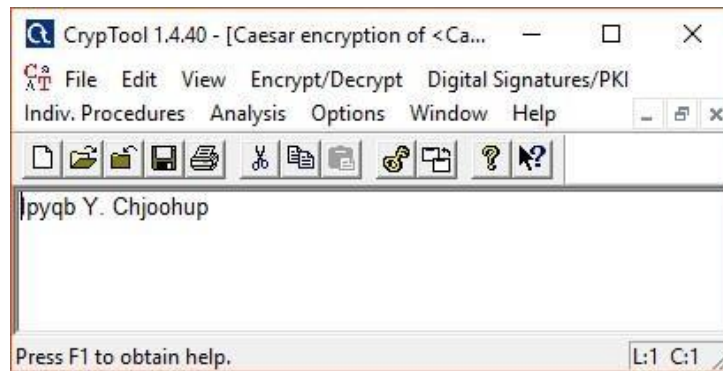 CrypTool 1.4.40 - [Caesar encryption of <Ca...
File Edit View Encrypt/Decrypt Digital Signatures/PKI
Indiv. Procedures Analysis Options Window Help
Ipyqb Y. Chjoohup
Press F1 to obtain help. L:1 C:1